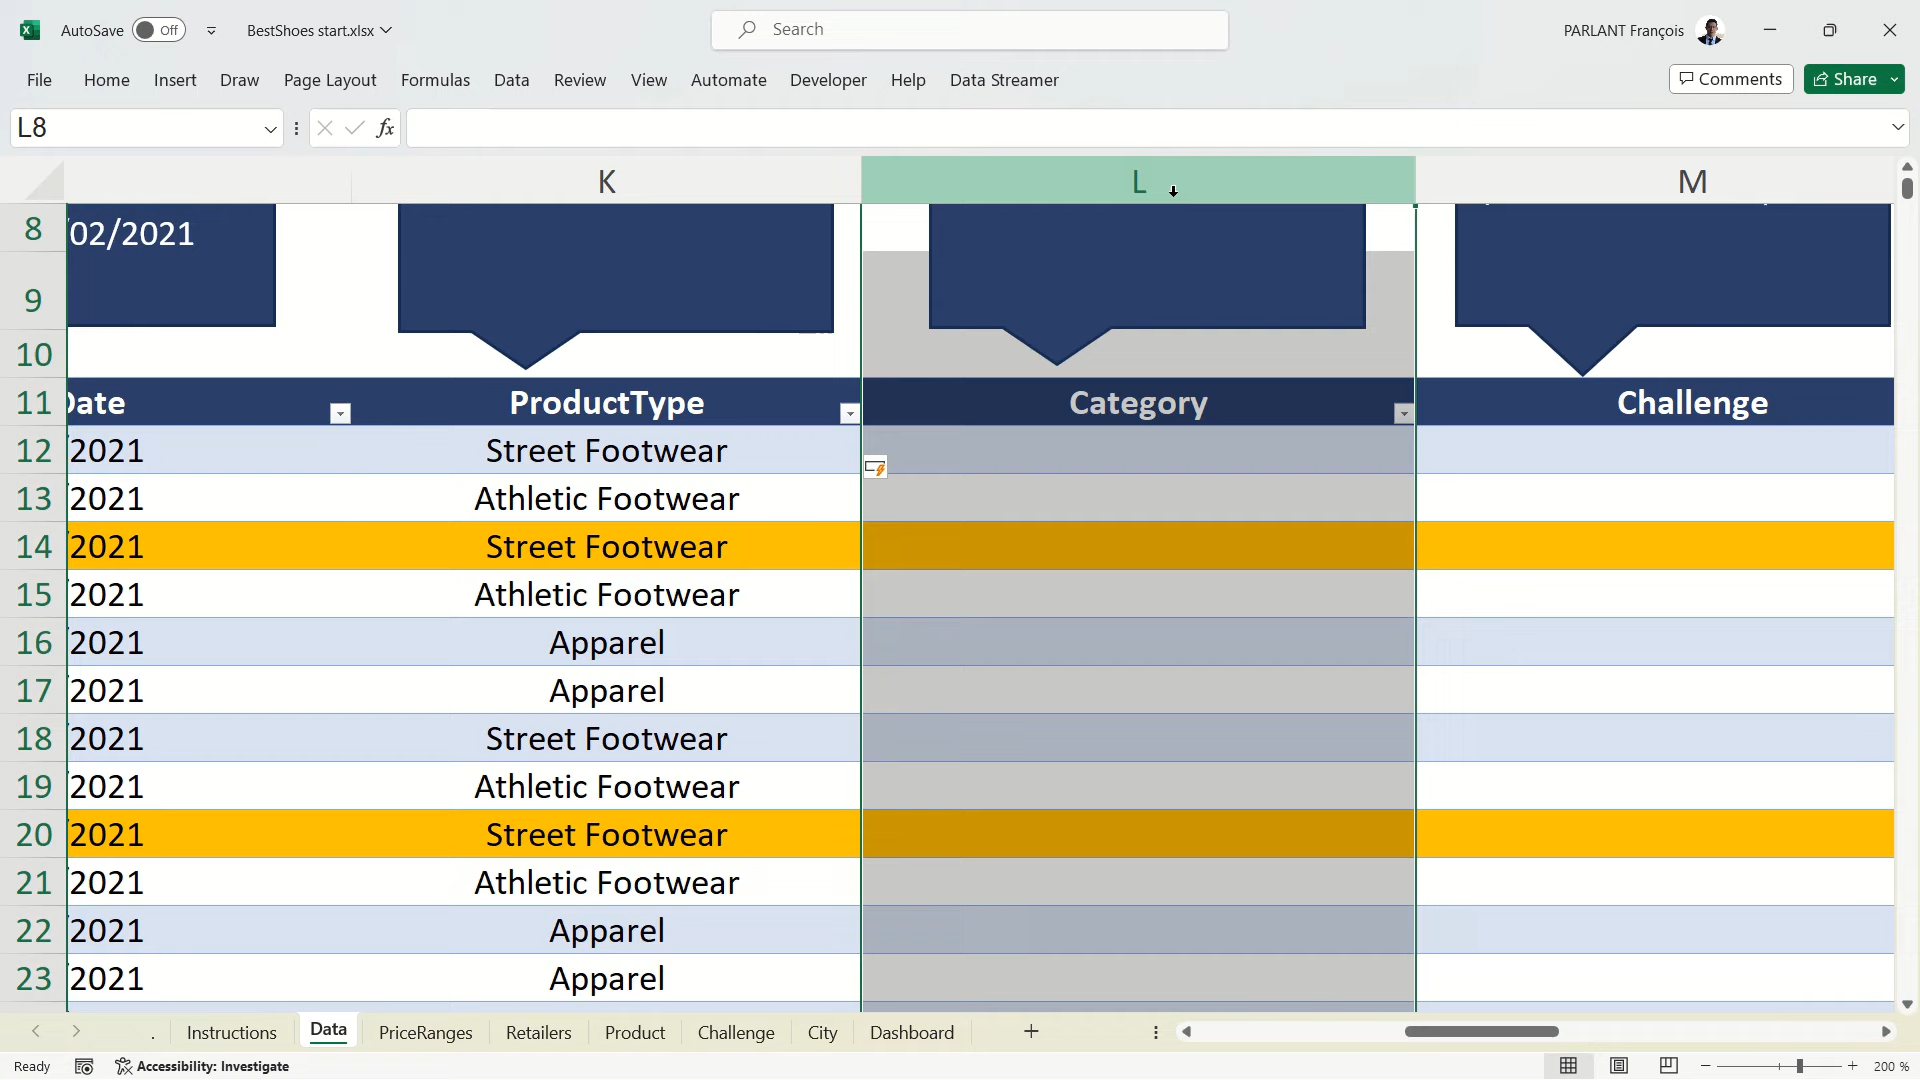 AutoSave Off BestShoes start.xlsx Search PARLANT François
File Home Insert Draw Page Layout Formulas Data Review View Automate Developer Help Data Streamer Comments Share
L8 fx
K L M
8 /02/2021
9
10
11 Date ProductType Category Challenge
12 2021 Street Footwear
13 2021 Athletic Footwear
14 2021 Street Footwear
15 2021 Athletic Footwear
16 2021 Apparel
17 2021 Apparel
18 2021 Street Footwear
19 2021 Athletic Footwear
20 2021 Street Footwear
21 2021 Athletic Footwear
22 2021 Apparel
23 2021 Apparel
. Instructions Data PriceRanges Retailers Product Challenge City Dashboard
Ready Accessibility: Investigate 200 %